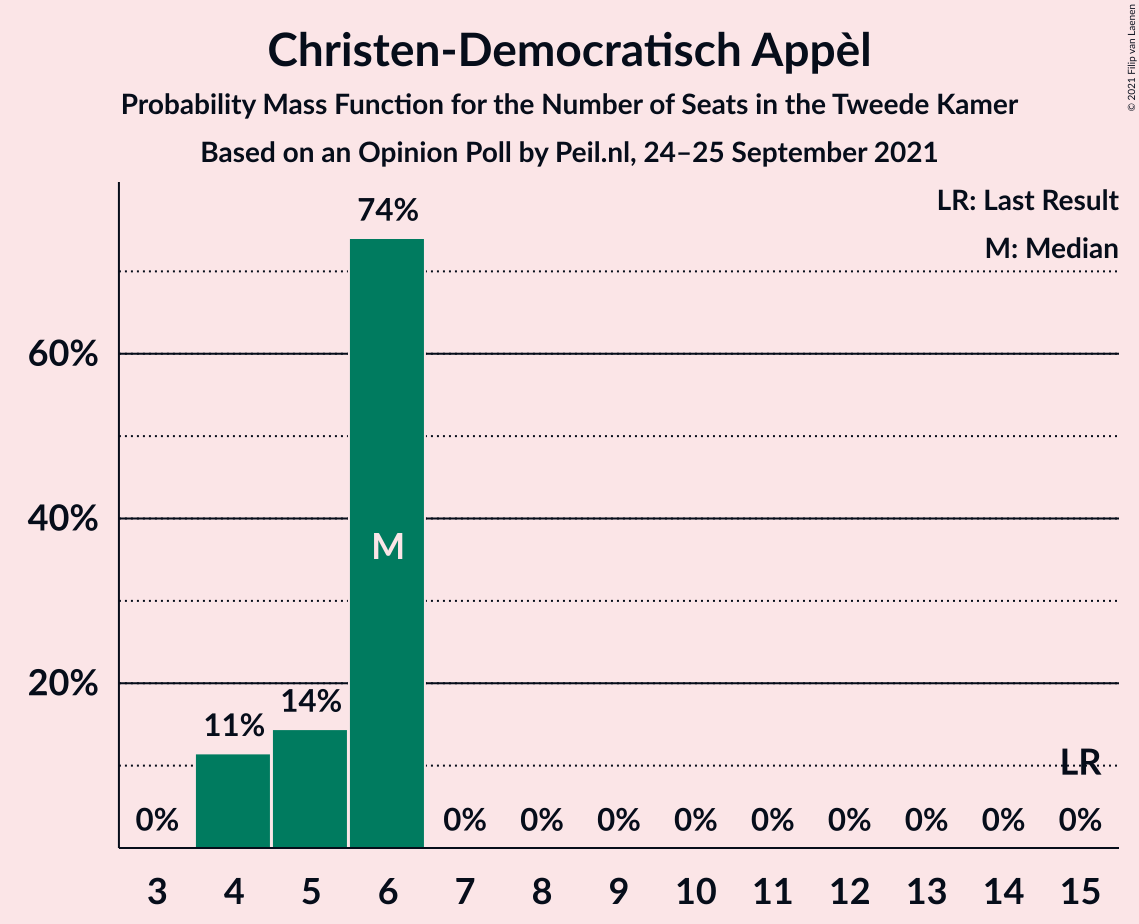 Christen-Democratisch Appèl
Probability Mass Function for the Number of Seats in the Tweede Kamer
Based on an Opinion Poll by Peil.nl, 24–25 September 2021
© 2021 Filip van Laenen
LR: Last Result
M: Median
74%
60%
40%
M
20%
14%
11%
LR
0% 0% 0% 0% 0% 0% 0% 0% 0% 0%
3 4 5 6 7 8 9 10 11 12 13 14 15